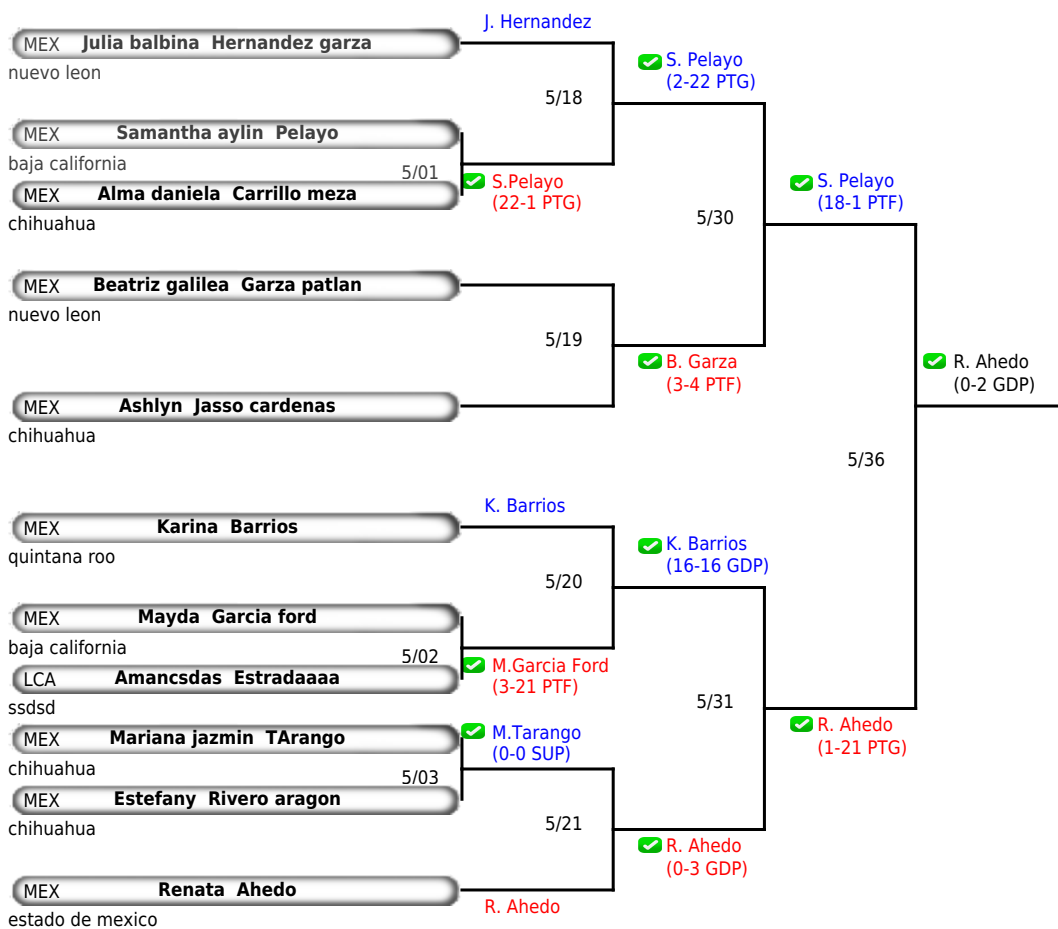 J. Hernandez
MEX Julia balbina Hernandez garza
nuevo leon
S. Pelayo
(2-22 PTG)
5/18
MEX Samantha aylin Pelayo
baja california
5/01
S.Pelayo
(22-1 PTG)
MEX Alma daniela Carrillo meza
chihuahua
S. Pelayo
(18-1 PTF)
5/30
MEX Beatriz galilea Garza patlan
nuevo leon
5/19
B. Garza
(3-4 PTF)
R. Ahedo
(0-2 GDP)
MEX Ashlyn Jasso cardenas
chihuahua
5/36
K. Barrios
MEX Karina Barrios
quintana roo
K. Barrios
(16-16 GDP)
5/20
MEX Mayda Garcia ford
baja california
5/02
M.Garcia Ford
(3-21 PTF)
LCA Amancsdas Estradaaaa
ssdsd
5/31
R. Ahedo
(1-21 PTG)
MEX Mariana jazmin TArango
chihuahua
M.Tarango
(0-0 SUP)
5/03
MEX Estefany Rivero aragon
chihuahua
5/21
R. Ahedo
(0-3 GDP)
MEX Renata Ahedo
estado de mexico
R. Ahedo